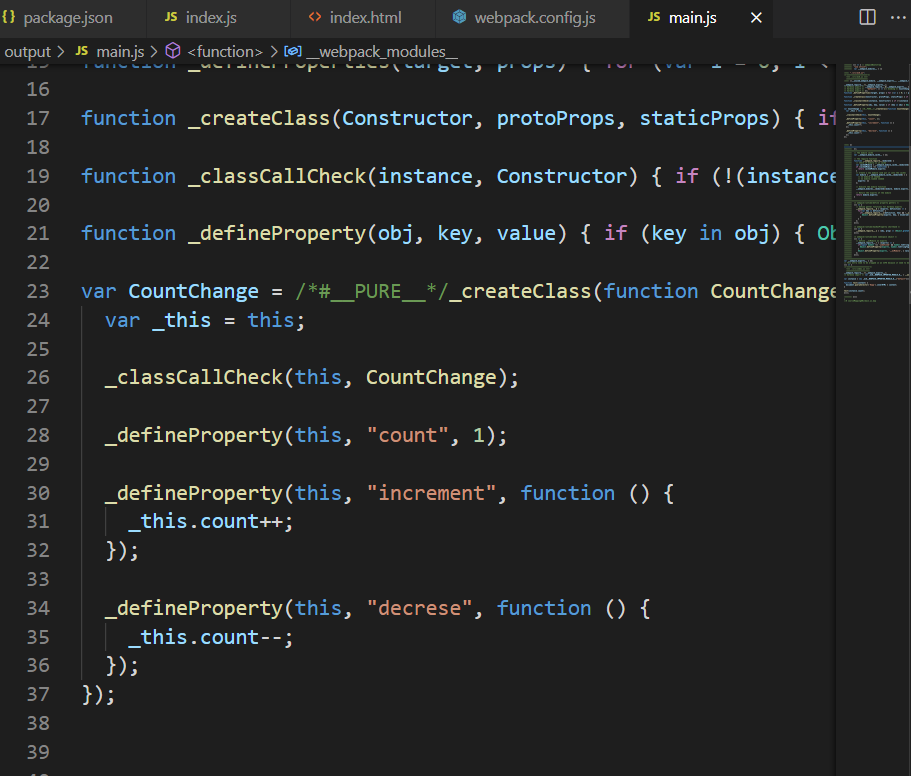 {} package.json JS index.js <> index.html webpack.config.js JS main.js ×
output > JS main.js > <function> > __webpack_modules__
15 function _defineProperties(target, props) { for (var i = 0; i <
16
17 function _createClass(Constructor, protoProps, staticProps) { if
18
19 function _classCallCheck(instance, Constructor) { if (!(instance
20
21 function _defineProperty(obj, key, value) { if (key in obj) { Ob
22
23 var CountChange = /*#__PURE__*/_createClass(function CountChange
24 var _this = this;
25
26 _classCallCheck(this, CountChange);
27
28 _defineProperty(this, "count", 1);
29
30 _defineProperty(this, "increment", function () {
31 _this.count++;
32 });
33
34 _defineProperty(this, "decrese", function () {
35 _this.count--;
36 });
37 });
38
39